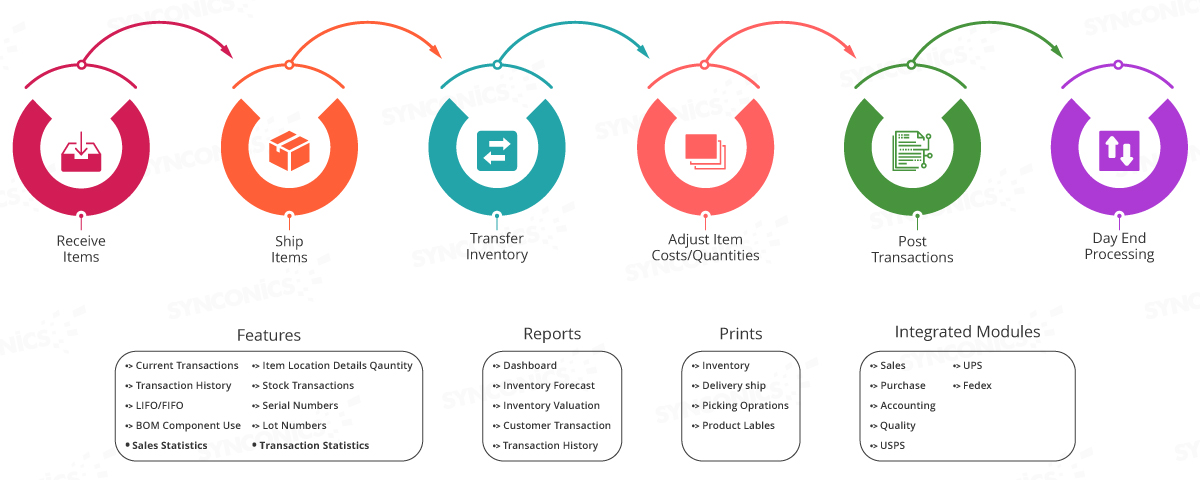 Receive
Items
Ship
Items
Transfer
Inventory
Adjust Item
Costs/Quantities
Post
Transactions
Day End
Processing
Features
Current Transactions
Transaction History
LIFO/FIFO
BOM Component Use
Sales Statistics
Item Location Details Qauntity
Stock Transactions
Serial Numbers
Lot Numbers
Transaction Statistics
Reports
Dashboard
Inventory Forecast
Inventory Valuation
Customer Transaction
Transaction History
Prints
Inventory
Delivery ship
Picking Oprations
Product Lables
Integrated Modules
Sales
Purchase
Accounting
Quality
USPS
UPS
Fedex
SYNCONICS